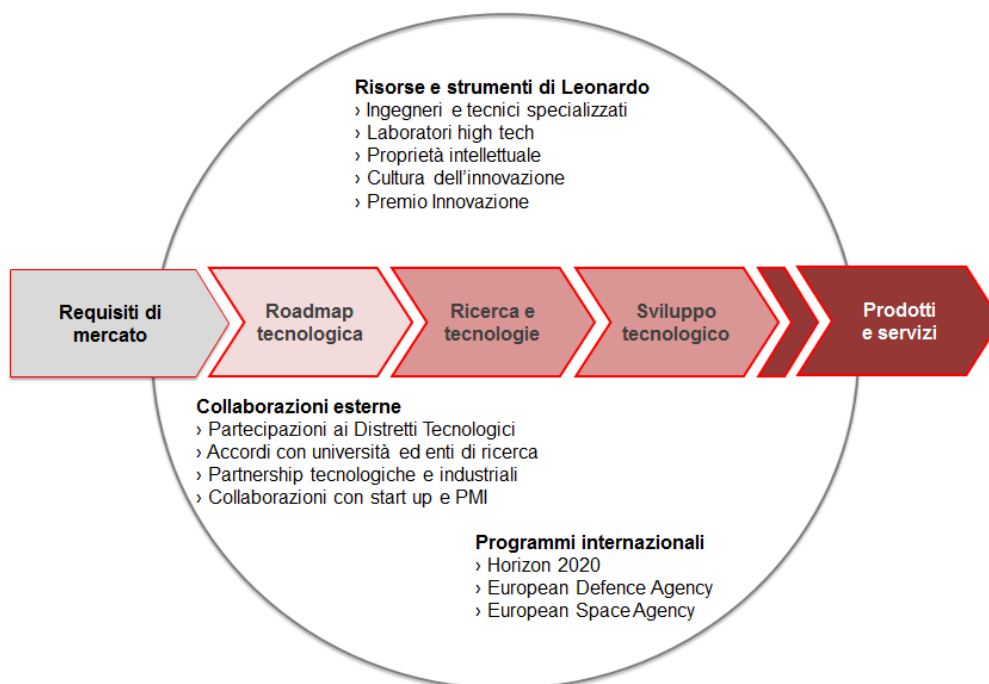 Risorse e strumenti di Leonardo
› Ingegneri e tecnici specializzati
› Laboratori high tech
› Proprietà intellettuale
› Cultura dell'innovazione
› Premio Innovazione
Requisiti di
mercato
Roadmap
tecnologica
Ricerca e
tecnologie
Sviluppo
tecnologico
Prodotti
e servizi
Collaborazioni esterne
› Partecipazioni ai Distretti Tecnologici
› Accordi con università ed enti di ricerca
› Partnership tecnologiche e industriali
› Collaborazioni con start up e PMI
Programmi internazionali
› Horizon 2020
› European Defence Agency
› European Space Agency